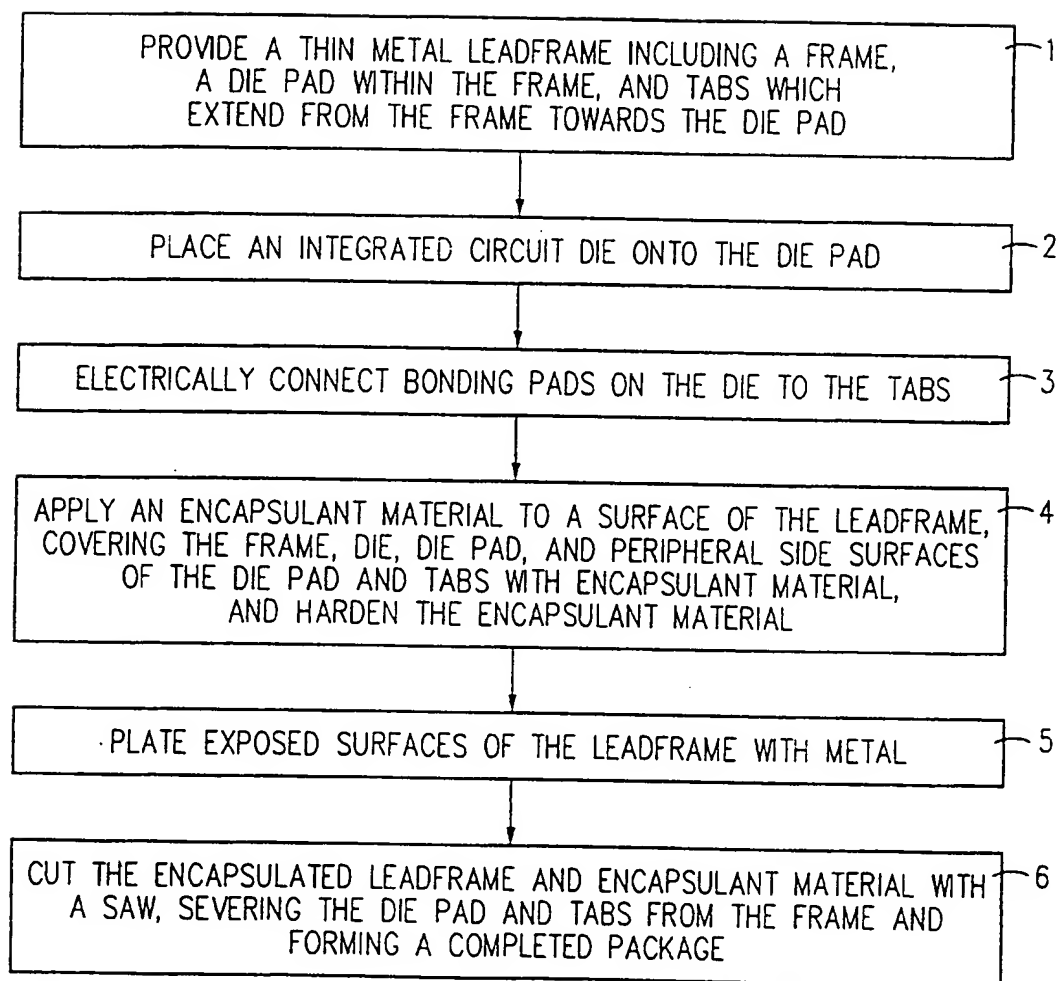 PROVIDE A THIN METAL LEADFRAME INCLUDING A FRAME,
A DIE PAD WITHIN THE FRAME, AND TABS WHICH
EXTEND FROM THE FRAME TOWARDS THE DIE PAD
1
PLACE AN INTEGRATED CIRCUIT DIE ONTO THE DIE PAD
2
ELECTRICALLY CONNECT BONDING PADS ON THE DIE TO THE TABS
3
APPLY AN ENCAPSULANT MATERIAL TO A SURFACE OF THE LEADFRAME,
COVERING THE FRAME, DIE, DIE PAD, AND PERIPHERAL SIDE SURFACES
OF THE DIE PAD AND TABS WITH ENCAPSULANT MATERIAL,
AND HARDEN THE ENCAPSULANT MATERIAL
4
PLATE EXPOSED SURFACES OF THE LEADFRAME WITH METAL
5
CUT THE ENCAPSULATED LEADFRAME AND ENCAPSULANT MATERIAL WITH
A SAW, SEVERING THE DIE PAD AND TABS FROM THE FRAME AND
FORMING A COMPLETED PACKAGE
6